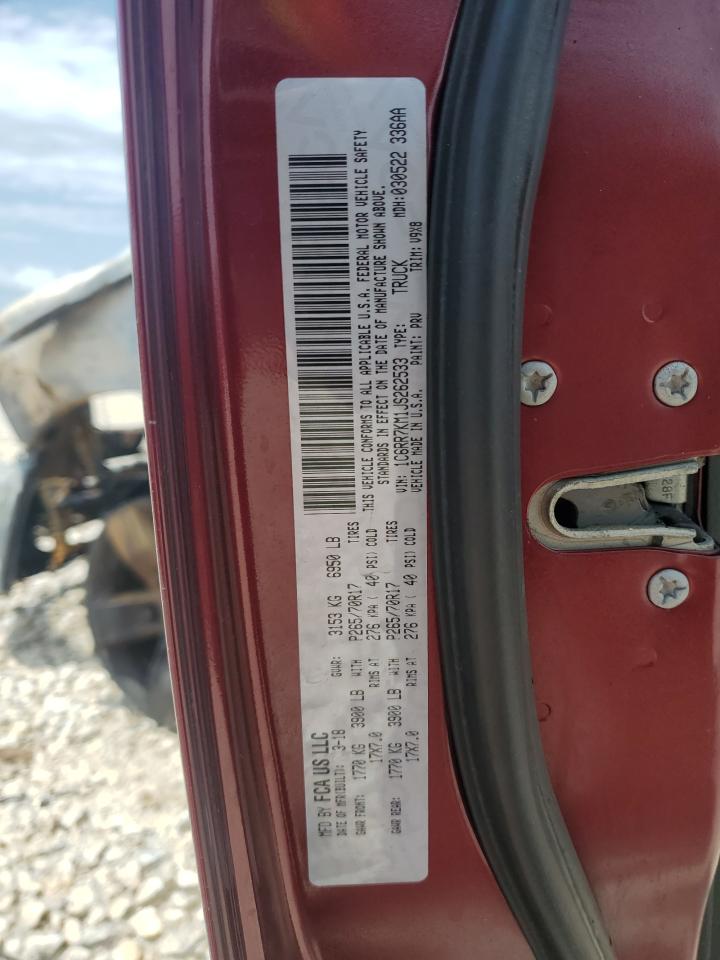 MFD BY FCA US LLC
DATE OF MFR(BUILT): 3-18 GVWR: 3153 KG 6950 LB
GAWR FRONT: 1770 KG 3900 LB WITH P265/70R17 TIRES
17X7.0 RIMS AT 276 KPA ( 40 PSI) COLD
GAWR REAR: 1770 KG 3900 LB WITH P265/70R17 TIRES
17X7.0 RIMS AT 276 KPA ( 40 PSI) COLD
THIS VEHICLE CONFORMS TO ALL APPLICABLE U.S.A. FEDERAL MOTOR VEHICLE SAFETY
STANDARDS IN EFFECT ON THE DATE OF MANUFACTURE SHOWN ABOVE.
VIN: 1C6RR7KM1JS262533 TYPE: TRUCK MDH:030522 336AA
VEHICLE MADE IN U.S.A. PAINT: PRV TRIM: V9X8